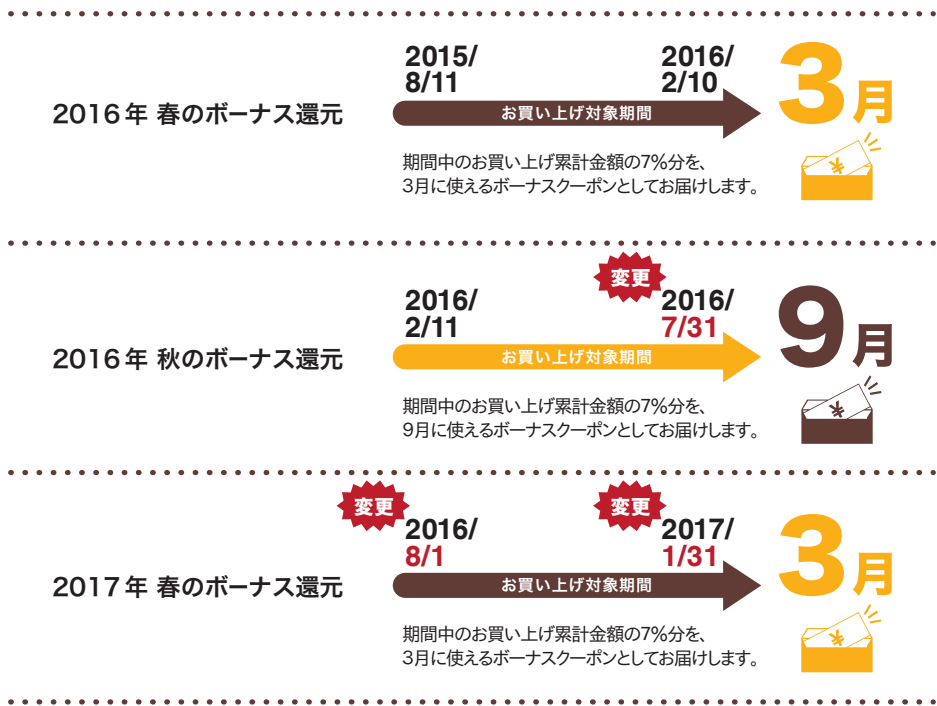 2016年 春のボーナス還元
2015/
8/11
2016/
2/10
お買い上げ対象期間
期間中のお買い上げ累計金額の7%分を、
3月に使えるボーナスクーポンとしてお届けします。
3月
¥
2016年 秋のボーナス還元
2016/
2/11
変更
2016/
7/31
お買い上げ対象期間
期間中のお買い上げ累計金額の7%分を、
9月に使えるボーナスクーポンとしてお届けします。
9月
¥
2017年 春のボーナス還元
変更
2016/
8/1
変更
2017/
1/31
お買い上げ対象期間
期間中のお買い上げ累計金額の7%分を、
3月に使えるボーナスクーポンとしてお届けします。
3月
¥